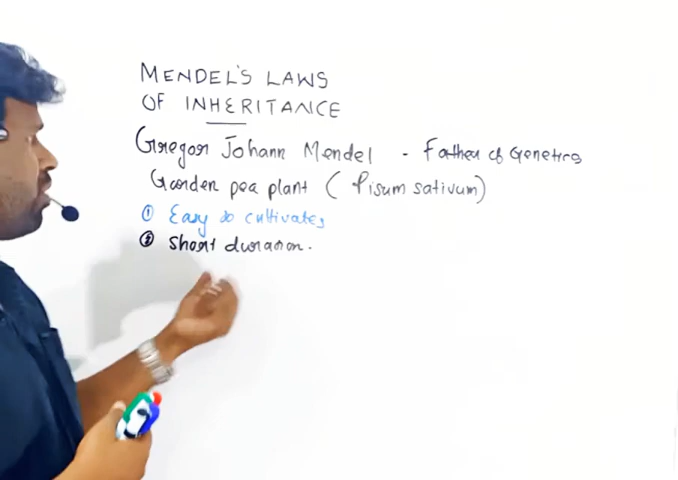 MENDEL'S LAWS
OF INHERITANCE
Gregor Johann Mendel - Father of Genetics
Garden pea plant (Pisum sativum)
① Easy to cultivates
② Short duration.